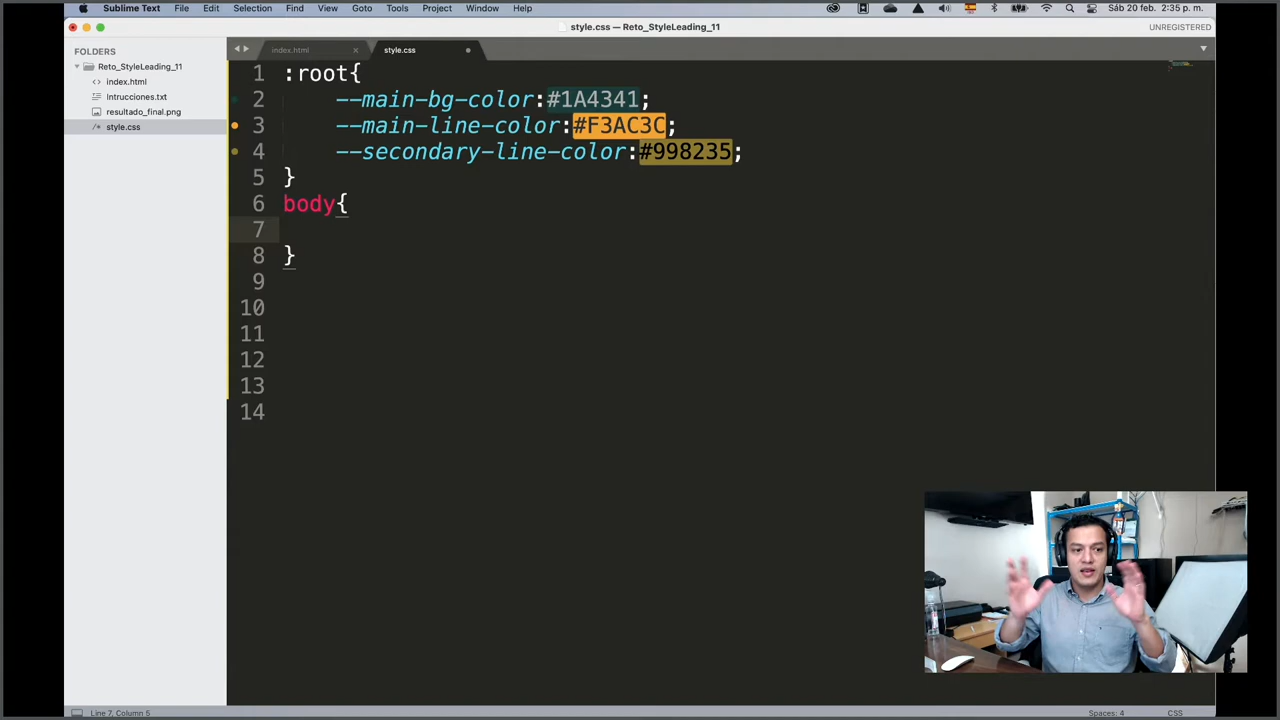 Sublime Text File Edit Selection Find View Goto Tools Project Window Help Sáb 20 feb. 2:35 p. m.
style.css — Reto_StyleLeading_11 UNREGISTERED
FOLDERS
Reto_StyleLeading_11
index.html
Intrucciones.txt
resultado_final.png
style.css
index.html × style.css
1 :root{
2 --main-bg-color:#1A4341;
3 --main-line-color:#F3AC3C;
4 --secondary-line-color:#998235;
5 }
6 body{
7
8 }
9
10
11
12
13
14
Line 7, Column 5 Spaces: 4 CSS